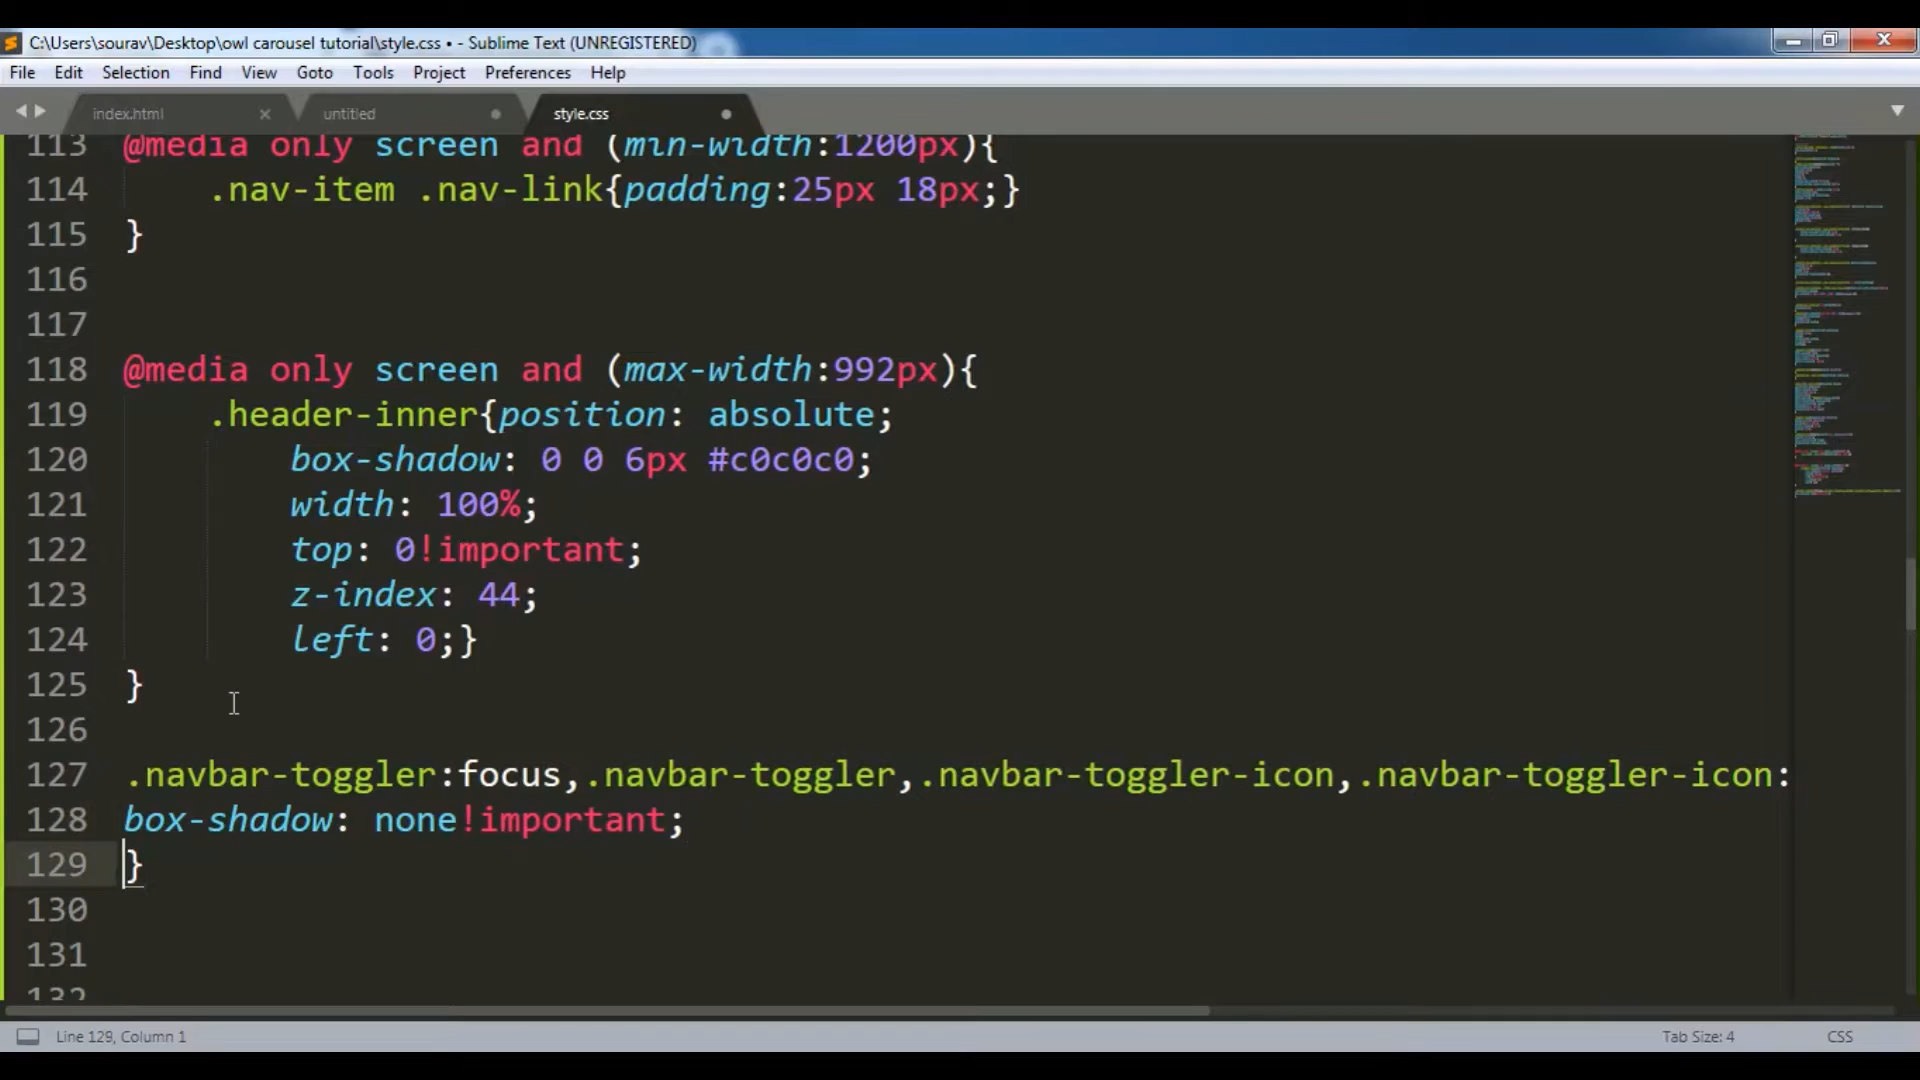 C:\Users\sourav\Desktop\owl carousel tutorial\style.css • - Sublime Text (UNREGISTERED)
File Edit Selection Find View Goto Tools Project Preferences Help
index.html untitled style.css
113 @media only screen and (min-width:1200px){
114 .nav-item .nav-link{padding:25px 18px;}
115 }
116
117
118 @media only screen and (max-width:992px){
119 .header-inner{position: absolute;
120 box-shadow: 0 0 6px #c0c0c0;
121 width: 100%;
122 top: 0!important;
123 z-index: 44;
124 left: 0;}
125 }
126
127 .navbar-toggler:focus,.navbar-toggler,.navbar-toggler-icon,.navbar-toggler-icon:
128 box-shadow: none!important;
129 }
130
131
132
Line 129, Column 1 Tab Size: 4 CSS